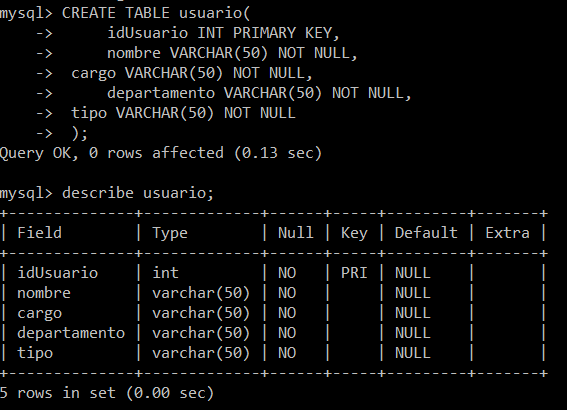 mysql> CREATE TABLE usuario(
    ->     idUsuario INT PRIMARY KEY,
    ->     nombre VARCHAR(50) NOT NULL,
    -> cargo VARCHAR(50) NOT NULL,
    ->     departamento VARCHAR(50) NOT NULL,
    -> tipo VARCHAR(50) NOT NULL
    -> );
Query OK, 0 rows affected (0.13 sec)

mysql> describe usuario;
+--------------+-------------+------+-----+---------+-------+
| Field        | Type        | Null | Key | Default | Extra |
+--------------+-------------+------+-----+---------+-------+
| idUsuario    | int         | NO   | PRI | NULL    |       |
| nombre       | varchar(50) | NO   |     | NULL    |       |
| cargo        | varchar(50) | NO   |     | NULL    |       |
| departamento | varchar(50) | NO   |     | NULL    |       |
| tipo         | varchar(50) | NO   |     | NULL    |       |
+--------------+-------------+------+-----+---------+-------+
5 rows in set (0.00 sec)